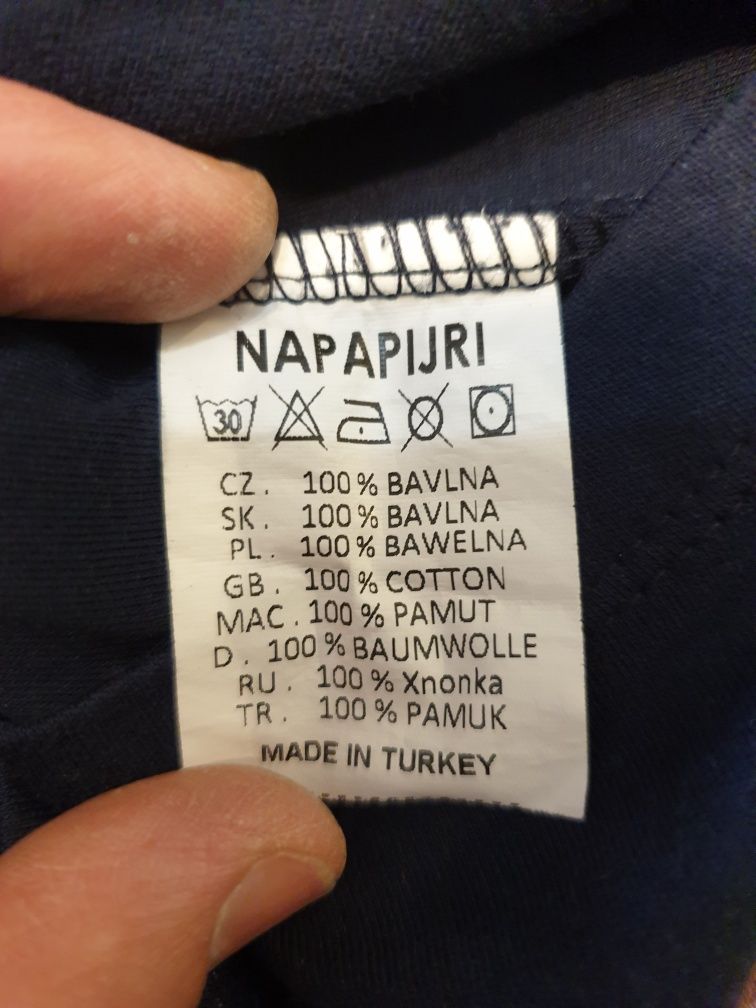 NAPAPIJRI
30
CZ. 100% BAVLNA
SK. 100% BAVLNA
PL. 100% BAWELNA
GB. 100% COTTON
MAC. 100% PAMUT
D. 100% BAUMWOLLE
RU. 100% Xnonka
TR. 100% PAMUK
MADE IN TURKEY